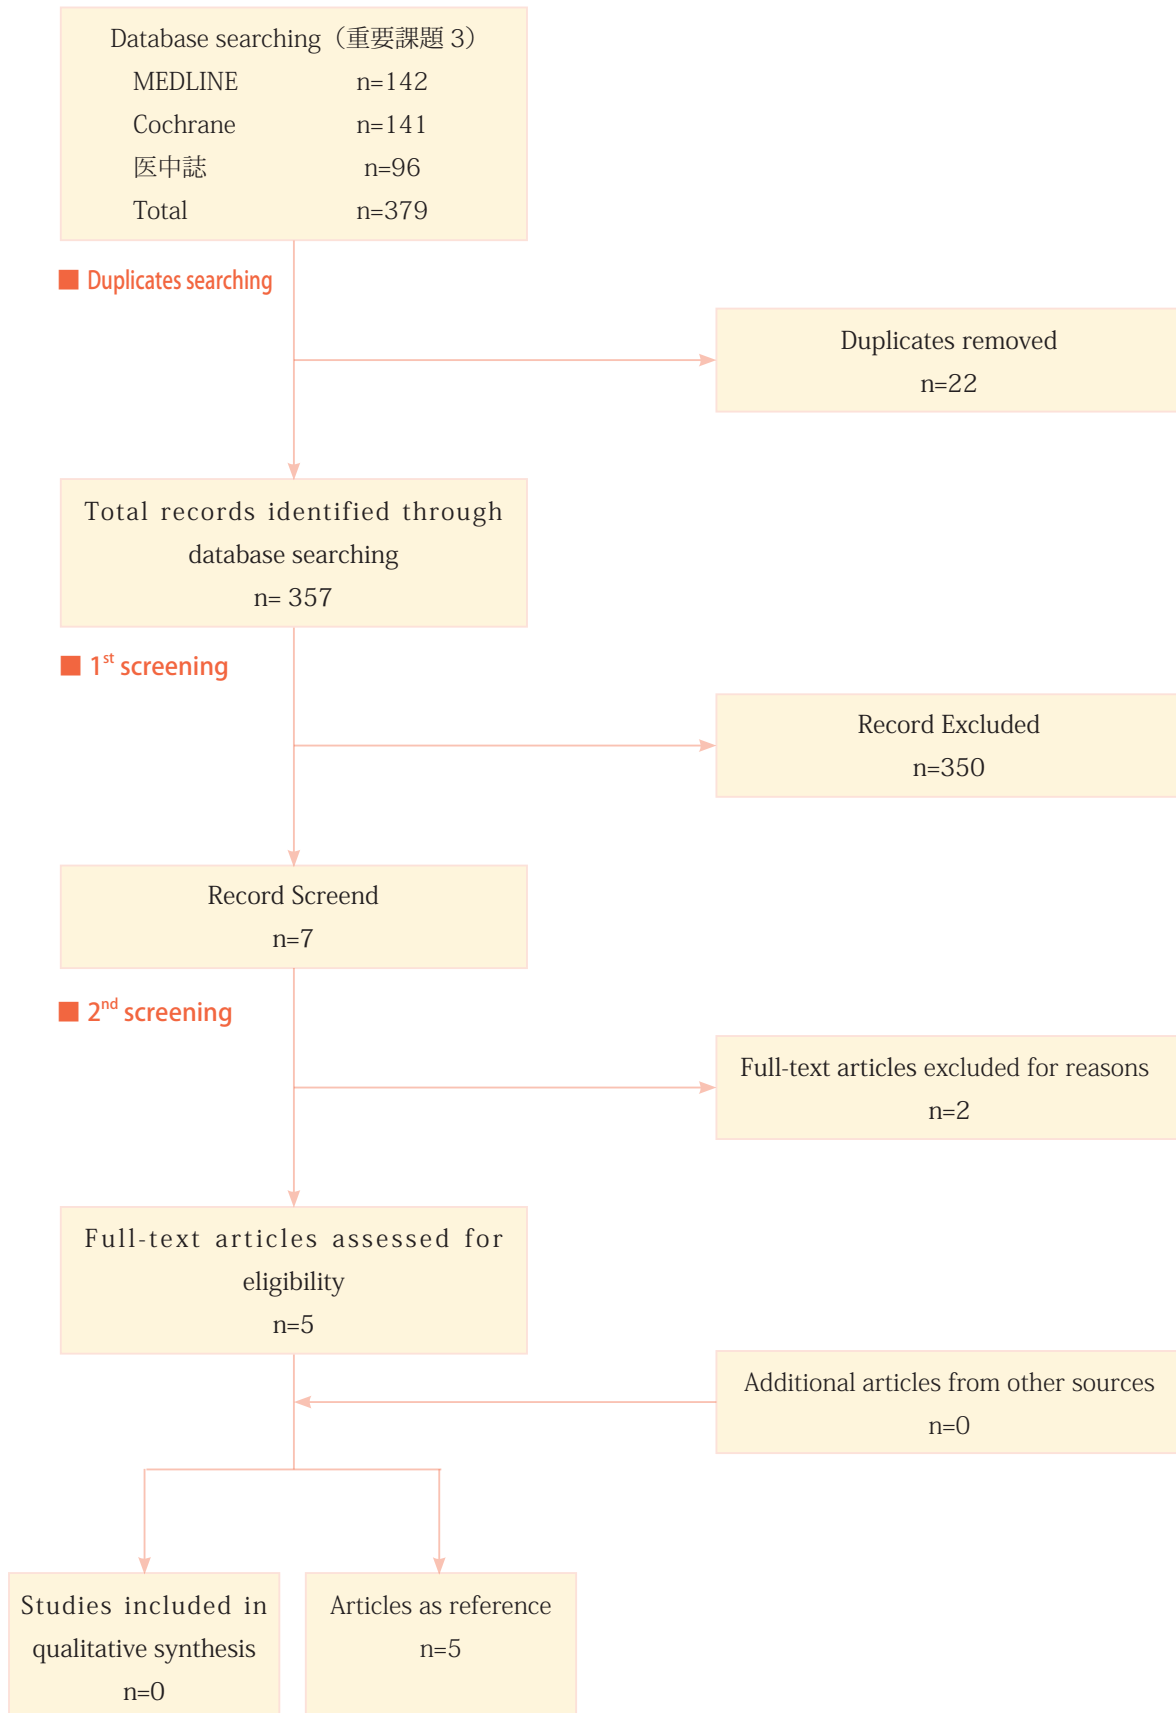 Database searching（重要課題 3）
MEDLINE n=142
Cochrane n=141
医中誌 n=96
Total n=379
■ Duplicates searching
Duplicates removed
n=22
Total records identified through
database searching
n= 357
■ 1st screening
Record Excluded
n=350
Record Screend
n=7
■ 2nd screening
Full-text articles excluded for reasons
n=2
Full-text articles assessed for
eligibility
n=5
Additional articles from other sources
n=0
Studies included in
qualitative synthesis
n=0
Articles as reference
n=5